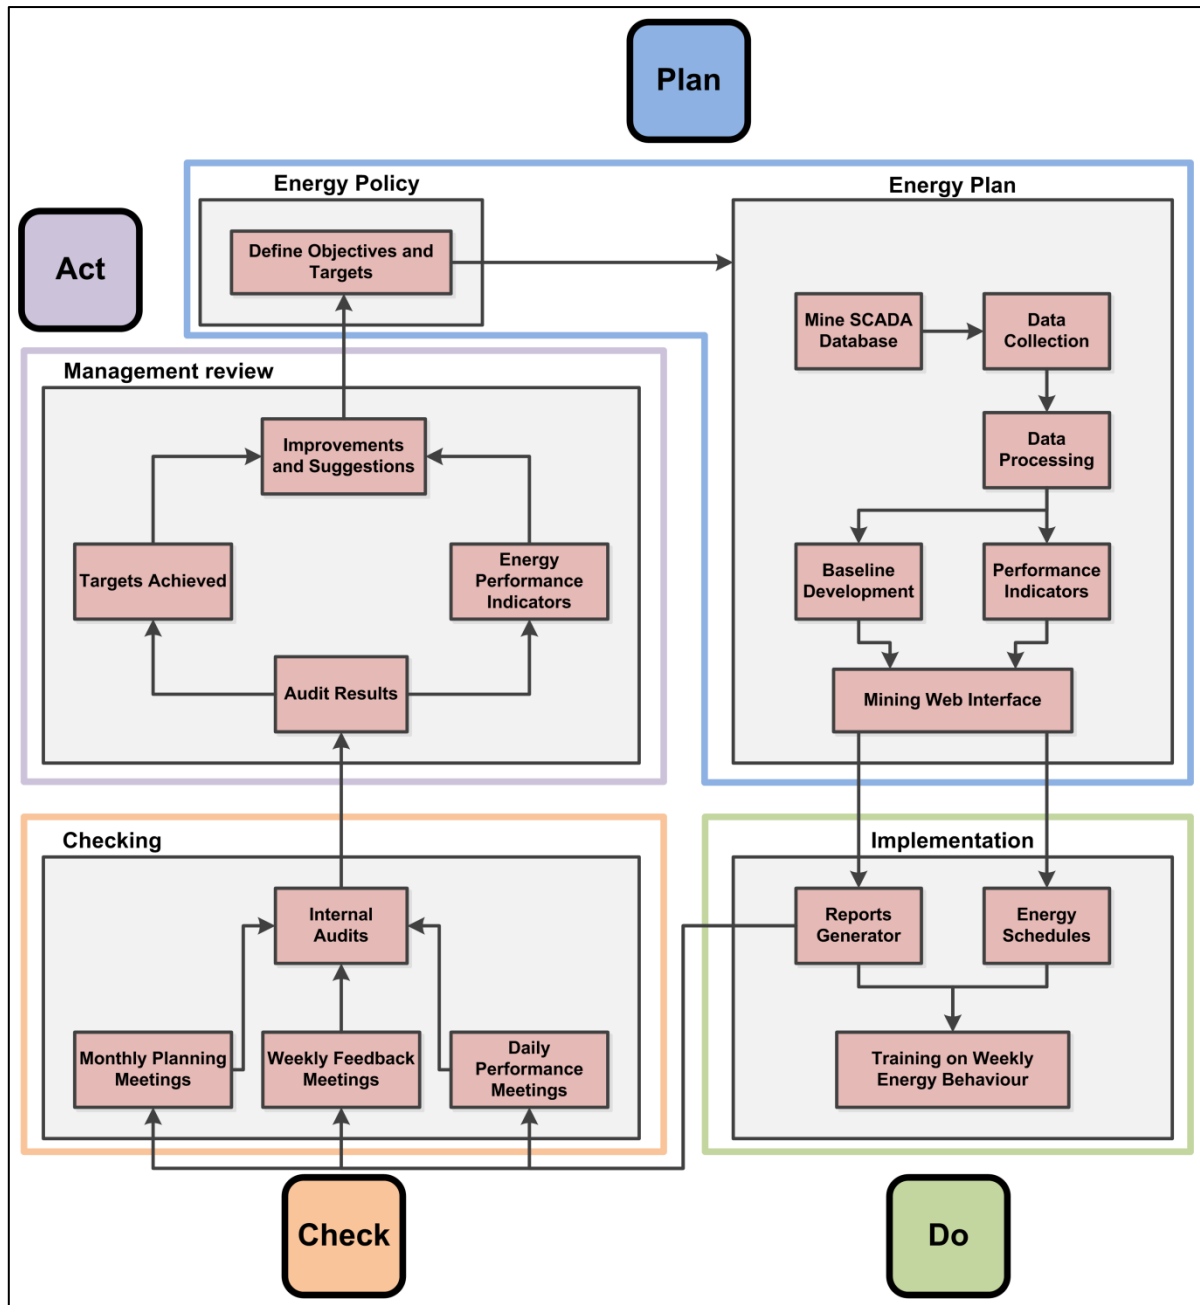 Plan
Energy Policy
Energy Plan
Act
Define Objectives and
Targets
Mine SCADA
Database
Data
Collection
Management review
Improvements
and Suggestions
Data
Processing
Targets Achieved
Energy
Performance
Indicators
Baseline
Development
Performance
Indicators
Audit Results
Mining Web Interface
Checking
Implementation
Internal
Audits
Reports
Generator
Energy
Schedules
Monthly Planning
Meetings
Weekly Feedback
Meetings
Daily
Performance
Meetings
Training on Weekly
Energy Behaviour
Check
Do